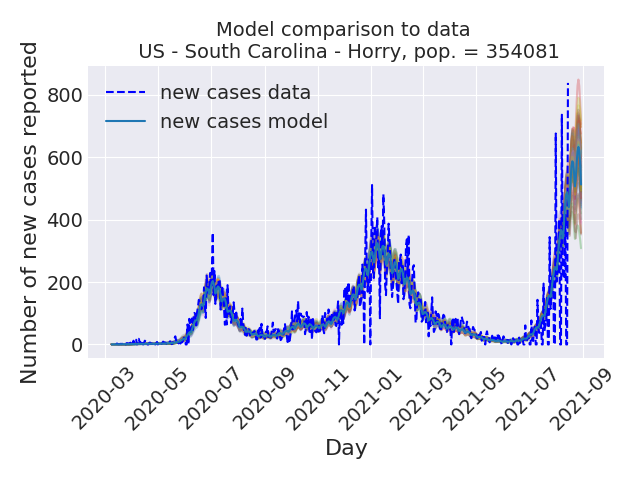 Model comparison to data
US - South Carolina - Horry, pop. = 354081
Number of new cases reported
800
600
400
200
0
new cases data
new cases model
2020-03
2020-05
2020-07
2020-09
2020-11
2021-01
2021-03
2021-05
2021-07
2021-09
Day